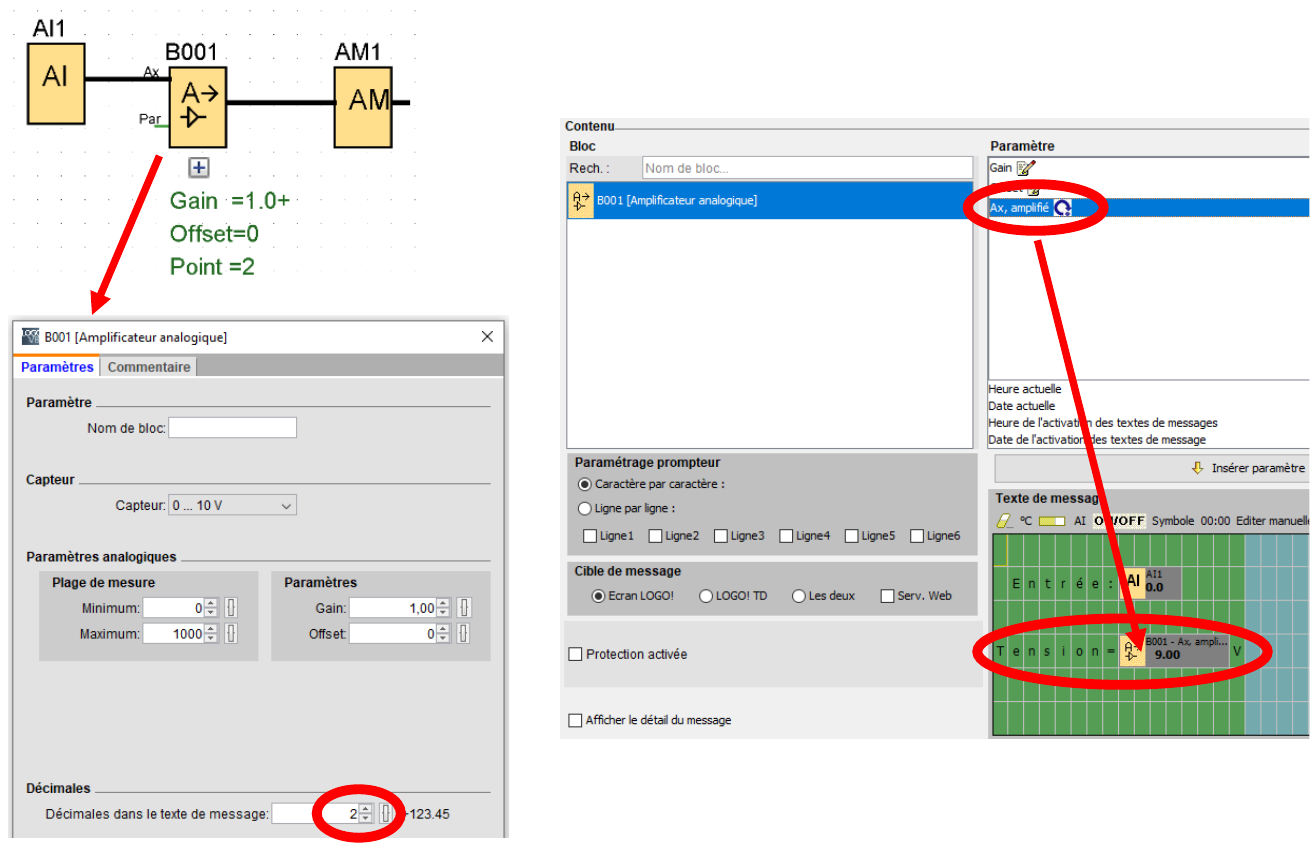 AI1
B001
AM1
AI
Ax
A→
AM
Par
Gain =1.0+
Offset=0
Point =2
B001 [Amplificateur analogique]
Paramètres
Commentaire
Paramètre
Nom de bloc:
Capteur
Capteur: 0 ... 10 V
Paramètres analogiques
Plage de mesure
Minimum: 0
Maximum: 1000
Paramètres
Gain: 1,00
Offset: 0
Décimales
Décimales dans le texte de message: 2 +123.45
Contenu
Bloc
Rech. : Nom de bloc...
B001 [Amplificateur analogique]
Paramètre
Gain
Ax, amplifié
Heure actuelle
Date actuelle
Heure de l'activation des textes de messages
Date de l'activation des textes de message
Insérer paramètre
Paramétrage prompteur
Caractère par caractère :
Ligne par ligne :
Ligne1 Ligne2 Ligne3 Ligne4 Ligne5 Ligne6
Cible de message
Ecran LOGO! LOGO! TD Les deux Serv. Web
Protection activée
Afficher le détail du message
Texte de message
°C AI ON/OFF Symbole 00:00 Editer manuelle
Entrée: AI AI1
0.0
Tension= A→ B001 - Ax, ampli... V
9.00